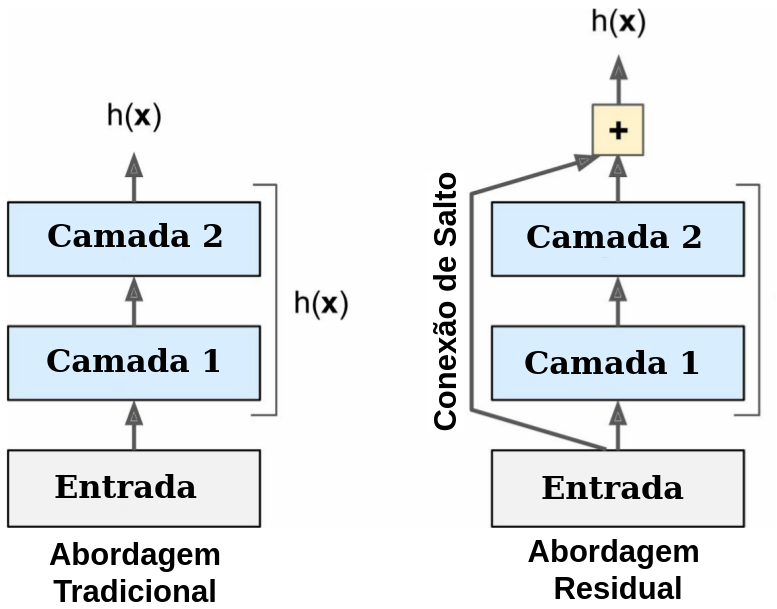 h(x)
Camada 2
Camada 1
h(x)
Entrada
Abordagem
Tradicional
h(x)
+
Conexão de Salto
Camada 2
Camada 1
Entrada
Abordagem
Residual